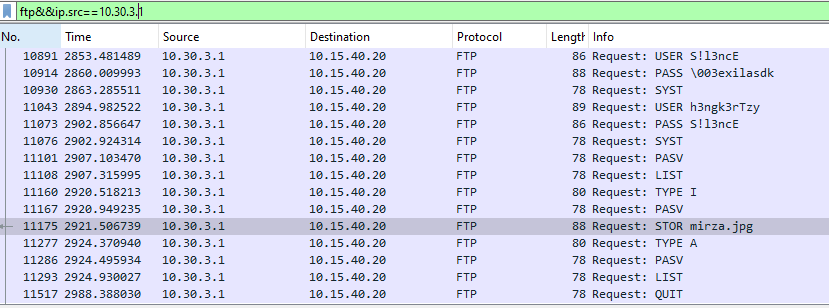 ftp&&ip.src==10.30.3.1
No. Time Source Destination Protocol Length Info
10891 2853.481489 10.30.3.1 10.15.40.20 FTP 86 Request: USER S!l3ncE
10914 2860.009993 10.30.3.1 10.15.40.20 FTP 88 Request: PASS \003exilasdk
10930 2863.285511 10.30.3.1 10.15.40.20 FTP 78 Request: SYST
11043 2894.982522 10.30.3.1 10.15.40.20 FTP 89 Request: USER h3ngk3rTzy
11073 2902.856647 10.30.3.1 10.15.40.20 FTP 86 Request: PASS S!l3ncE
11076 2902.924314 10.30.3.1 10.15.40.20 FTP 78 Request: SYST
11101 2907.103470 10.30.3.1 10.15.40.20 FTP 78 Request: PASV
11108 2907.315995 10.30.3.1 10.15.40.20 FTP 78 Request: LIST
11160 2920.518213 10.30.3.1 10.15.40.20 FTP 80 Request: TYPE I
11167 2920.949235 10.30.3.1 10.15.40.20 FTP 78 Request: PASV
11175 2921.506739 10.30.3.1 10.15.40.20 FTP 88 Request: STOR mirza.jpg
11277 2924.370940 10.30.3.1 10.15.40.20 FTP 80 Request: TYPE A
11286 2924.495934 10.30.3.1 10.15.40.20 FTP 78 Request: PASV
11293 2924.930027 10.30.3.1 10.15.40.20 FTP 78 Request: LIST
11517 2988.388030 10.30.3.1 10.15.40.20 FTP 78 Request: QUIT